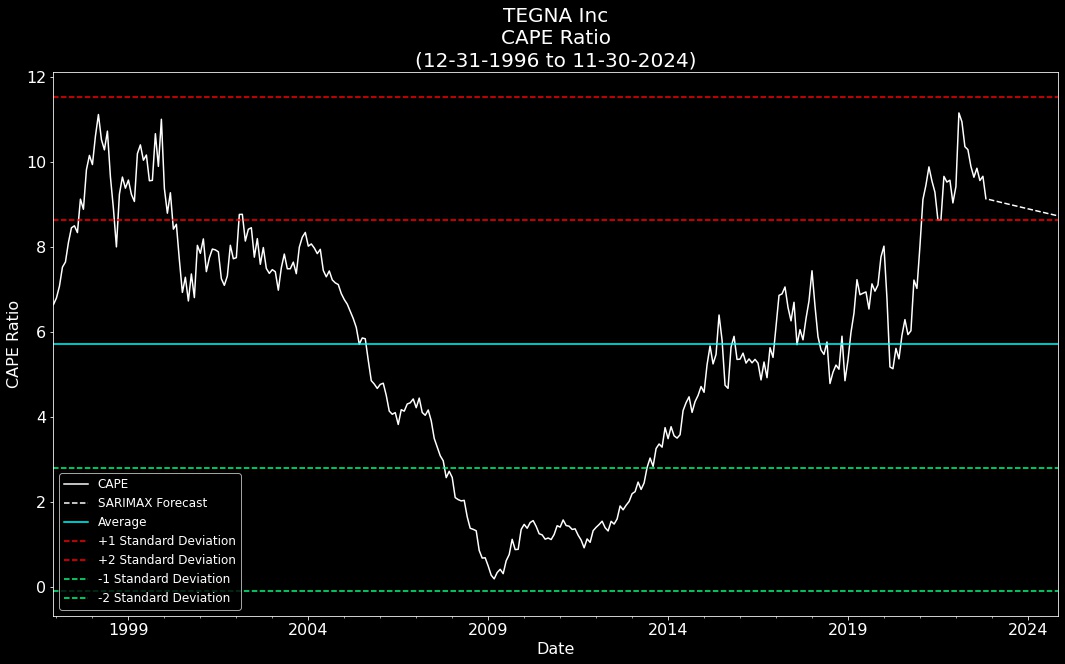 TEGNA Inc
CAPE Ratio
(12-31-1996 to 11-30-2024)
12
10
8
6
4
2
0
CAPE Ratio
CAPE
SARIMAX Forecast
Average
+1 Standard Deviation
+2 Standard Deviation
-1 Standard Deviation
-2 Standard Deviation
1999
2004
2009
2014
2019
2024
Date